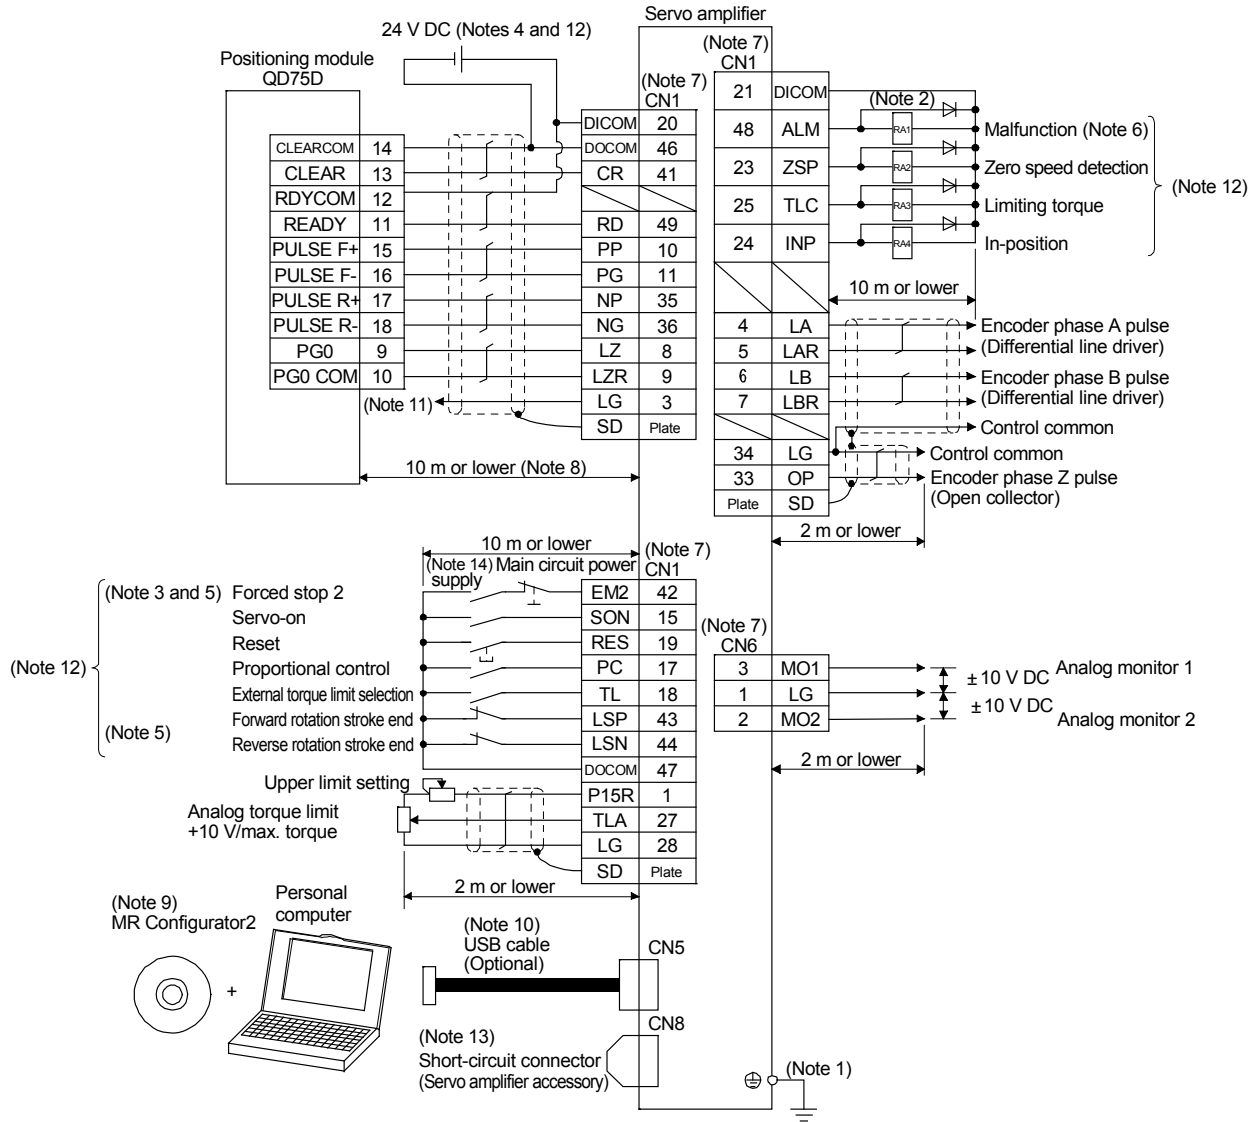 Servo amplifier
24 V DC (Notes 4 and 12)
Positioning module
QD75D
(Note 7)
CN1
CLEARCOM 14
CLEAR 13
RDYCOM 12
READY 11
PULSE F+ 15
PULSE F- 16
PULSE R+ 17
PULSE R- 18
PG0 9
PG0 COM 10
(Note 11)
DICOM 20
DOCOM 46
CR 41
RD 49
PP 10
PG 11
NP 35
NG 36
LZ 8
LZR 9
LG 3
SD Plate
10 m or lower (Note 8)
(Note 7)
CN1
21 DICOM
48 ALM
23 ZSP
25 TLC
24 INP
4 LA
5 LAR
6 LB
7 LBR
34 LG
33 OP
Plate SD
(Note 2)
RA1
RA2
RA3
RA4
Malfunction (Note 6)
Zero speed detection
Limiting torque
In-position
(Note 12)
10 m or lower
Encoder phase A pulse
(Differential line driver)
Encoder phase B pulse
(Differential line driver)
Control common
Control common
Encoder phase Z pulse
(Open collector)
2 m or lower
10 m or lower
(Note 7)
CN1
(Note 14) Main circuit power
supply
(Note 12)
(Note 3 and 5) Forced stop 2
Servo-on
Reset
Proportional control
External torque limit selection
Forward rotation stroke end
(Note 5)
Reverse rotation stroke end
EM2 42
SON 15
RES 19
PC 17
TL 18
LSP 43
LSN 44
DOCOM 47
P15R 1
TLA 27
LG 28
SD Plate
Upper limit setting
Analog torque limit
+10 V/max. torque
2 m or lower
(Note 7)
CN6
3 MO1
1 LG
2 MO2
± 10 V DC
± 10 V DC
Analog monitor 1
Analog monitor 2
2 m or lower
(Note 9)
MR Configurator2
+
Personal
computer
(Note 10)
USB cable
(Optional)
CN5
CN8
(Note 13)
Short-circuit connector
(Servo amplifier accessory)
(Note 1)